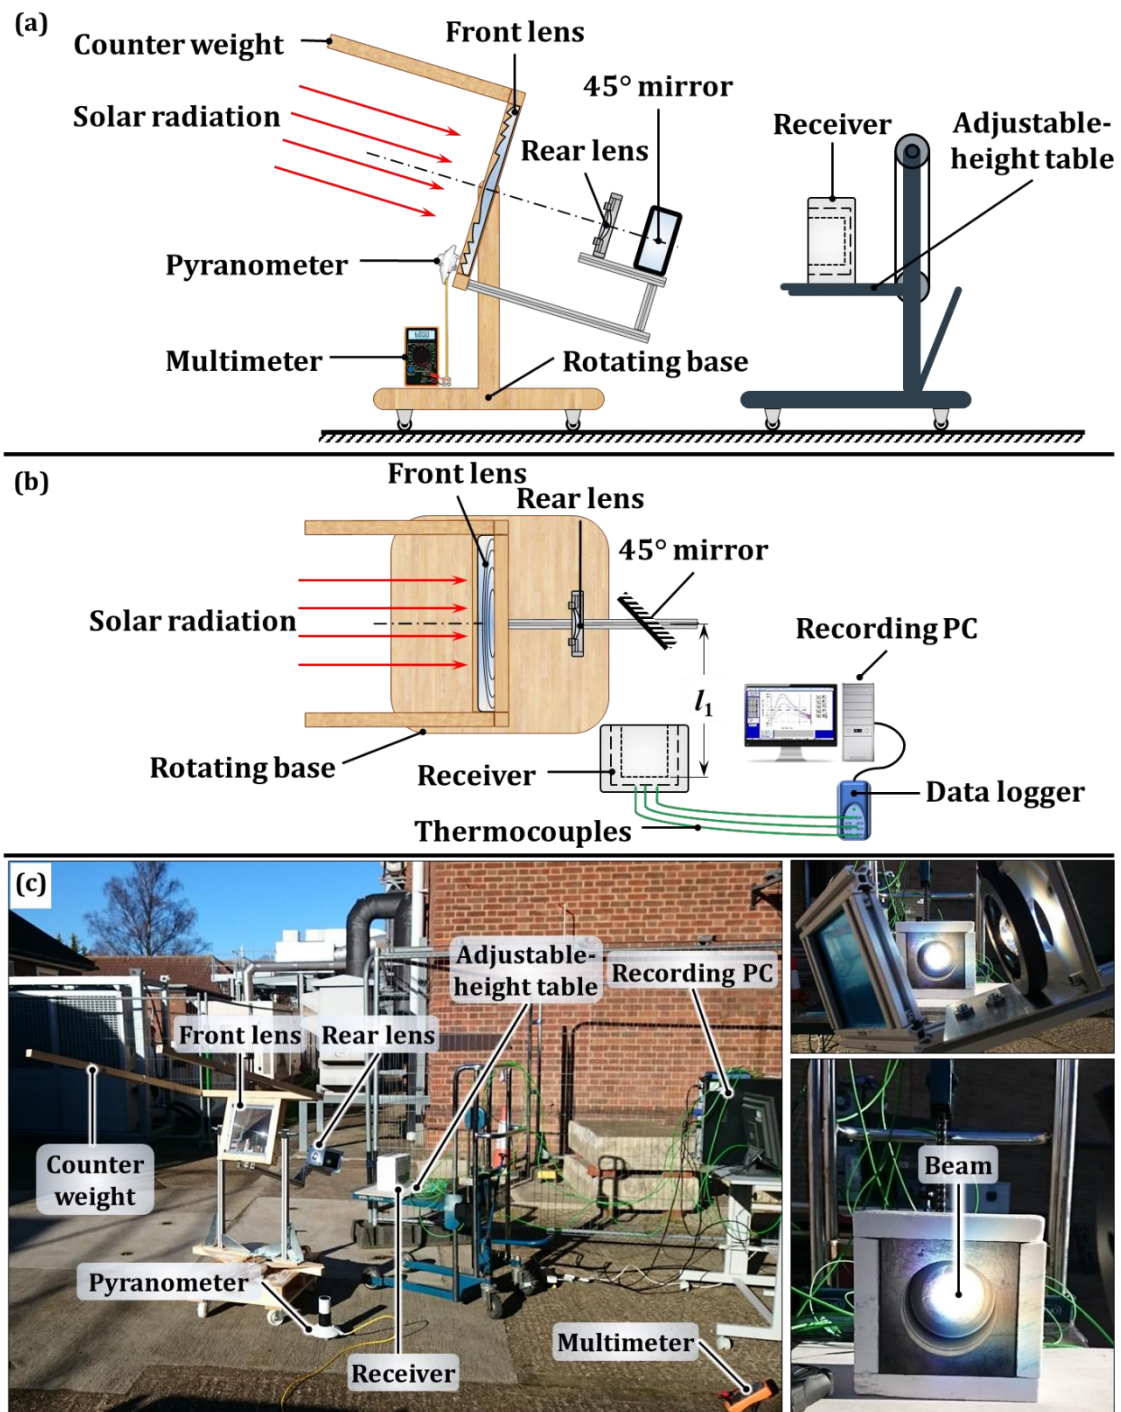 (a)
Counter weight
Front lens
45° mirror
Solar radiation
Rear lens
Receiver
Adjustable-
height table
Pyranometer
Multimeter
Rotating base
(b)
Front lens
Rear lens
45° mirror
Solar radiation
Recording PC
l₁
Rotating base
Receiver
Data logger
Thermocouples
(c)
Adjustable-
height table
Recording PC
Front lens
Rear lens
Counter
weight
Beam
Pyranometer
Receiver
Multimeter